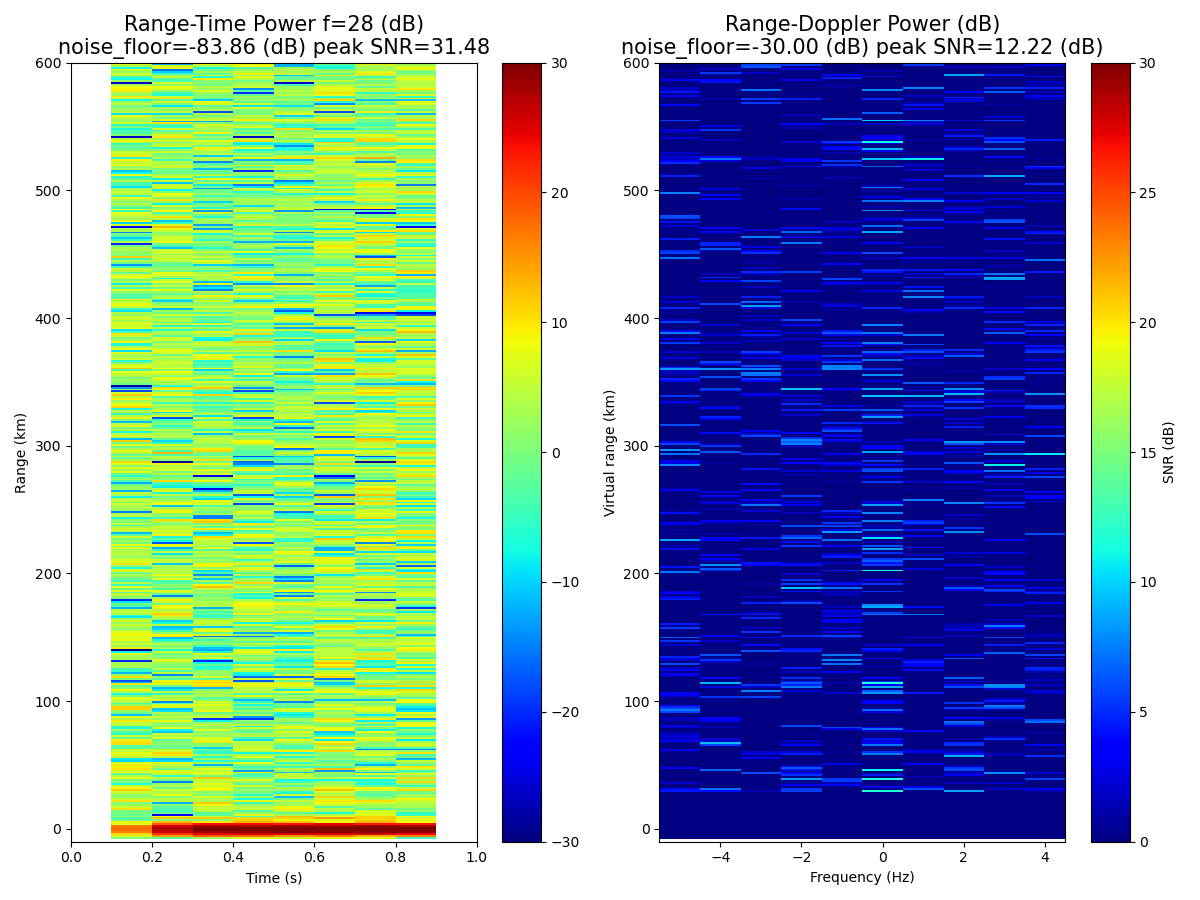 Range-Time Power f=28 (dB)
noise_floor=-83.86 (dB) peak SNR=31.48
Range-Doppler Power (dB)
noise_floor=-30.00 (dB) peak SNR=12.22 (dB)
Range (km)
600
500
400
300
200
100
0
0.0 0.2 0.4 0.6 0.8 1.0
Time (s)
30
20
10
0
−10
−20
−30
Virtual range (km)
600
500
400
300
200
100
0
−4 −2 0 2 4
Frequency (Hz)
30
25
20
15
10
5
0
SNR (dB)